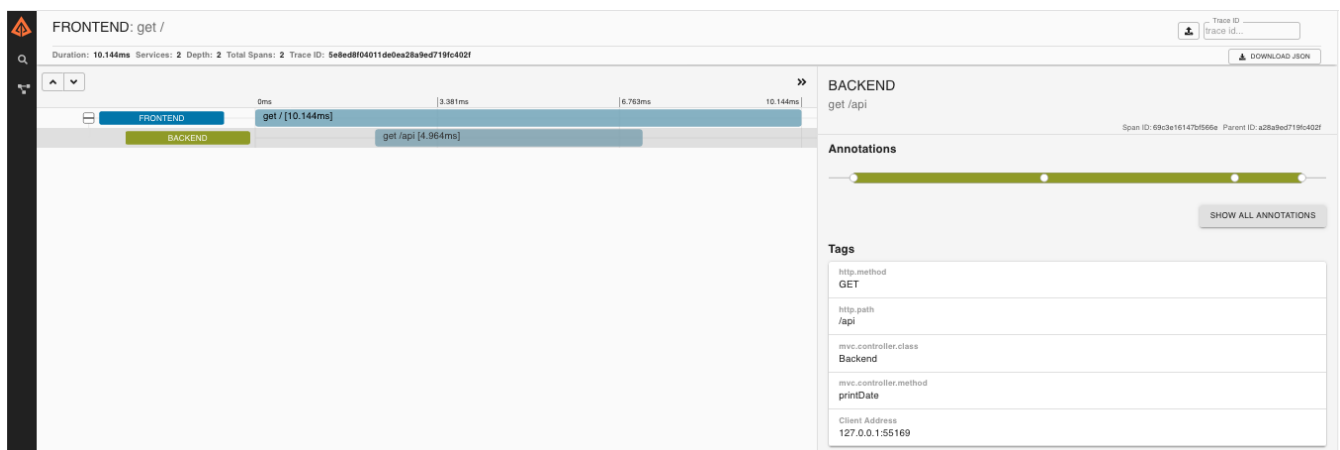 FRONTEND: get /
Trace ID
trace id...
Duration: 10.144ms Services: 2 Depth: 2 Total Spans: 2 Trace ID: 5e8ed8f04011de0ea28a9ed719fc402f
DOWNLOAD JSON
0ms 3.381ms 6.763ms 10.144ms
FRONTEND get / [10.144ms]
BACKEND get /api [4.964ms]
BACKEND
get /api
Span ID: 69c3e16147bf566e Parent ID: a28a9ed719fc402f
Annotations
SHOW ALL ANNOTATIONS
Tags
http.method
GET
http.path
/api
mvc.controller.class
Backend
mvc.controller.method
printDate
Client Address
127.0.0.1:55169